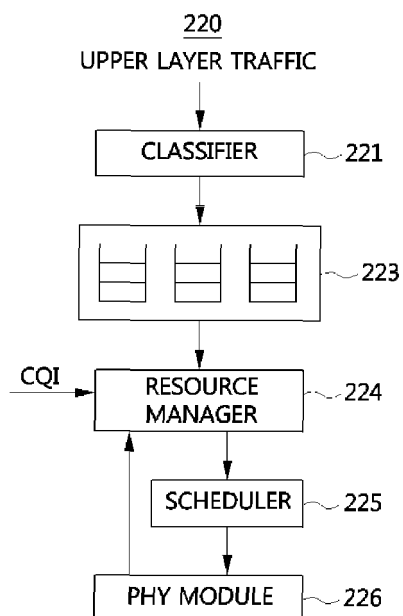 220
UPPER LAYER TRAFFIC
CLASSIFIER
221
223
CQI
RESOURCE
MANAGER
224
SCHEDULER
225
PHY MODULE
226